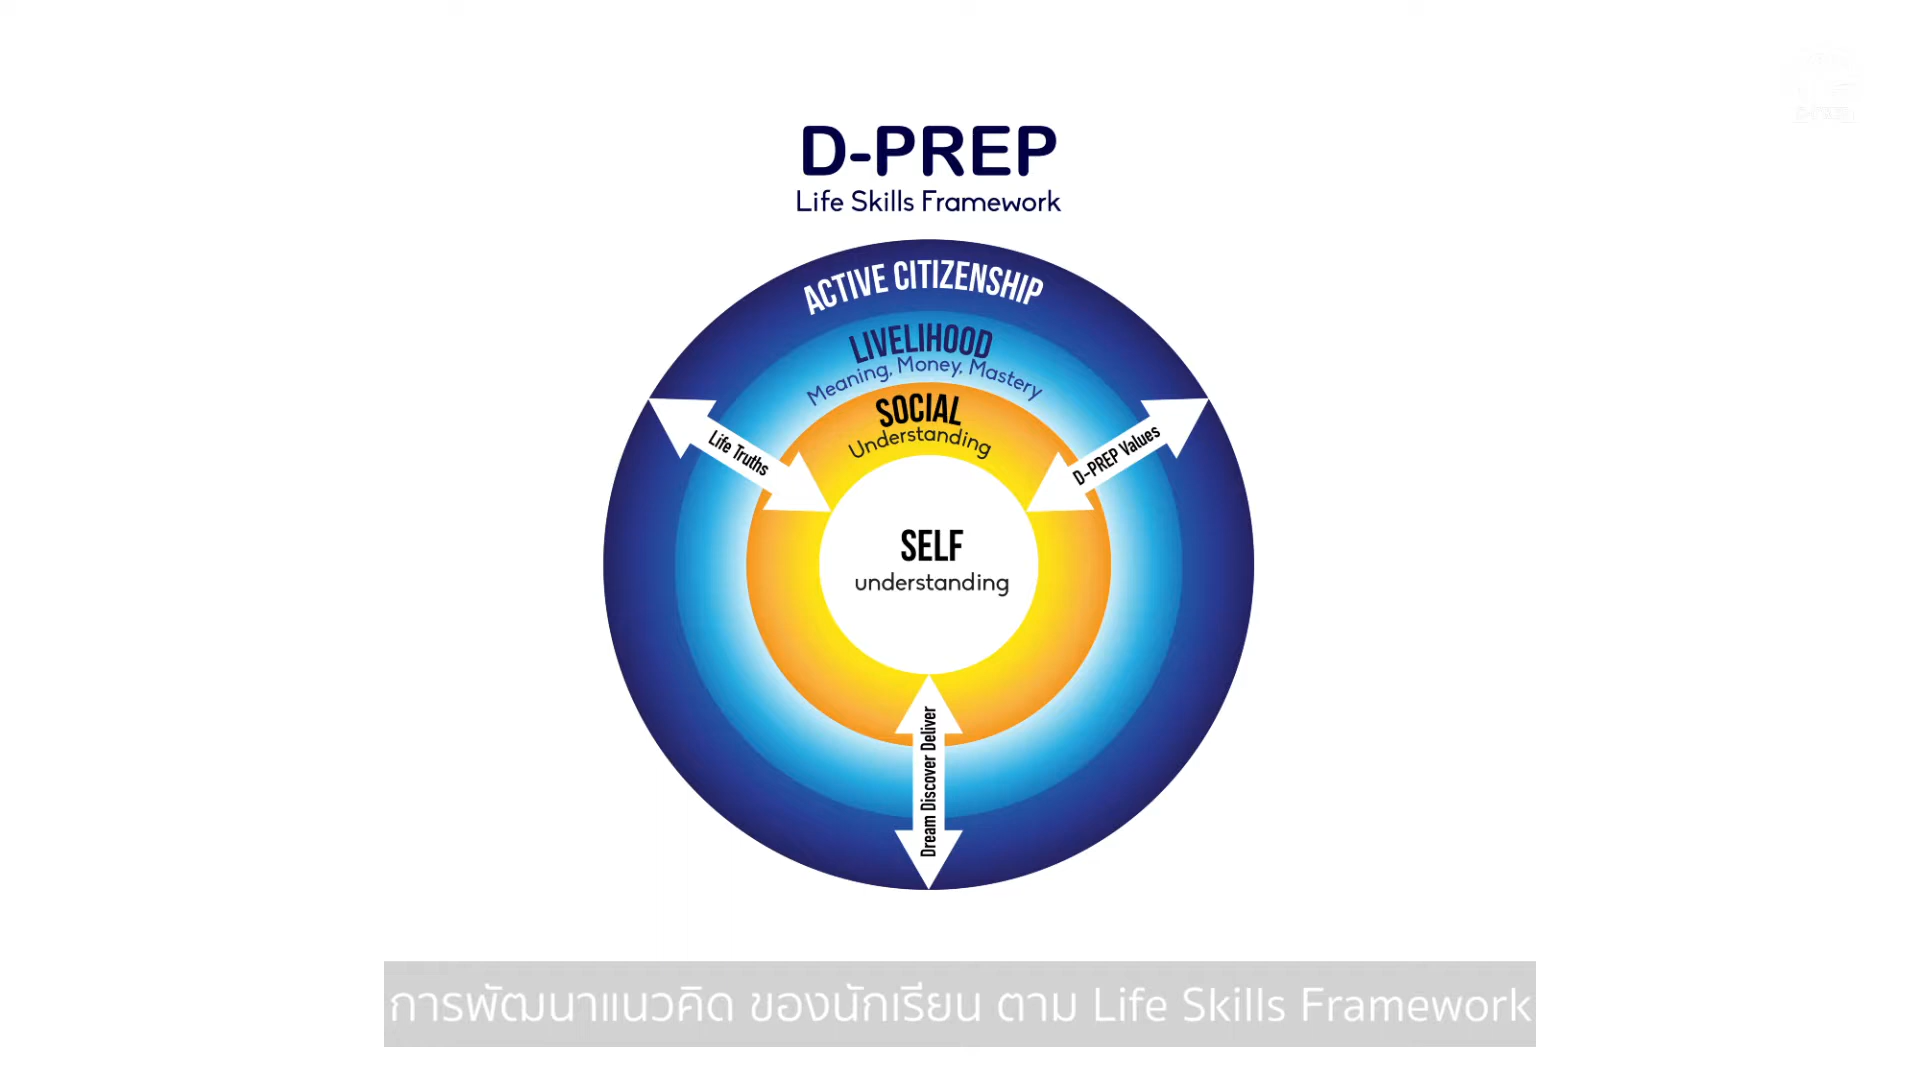 D-PREP
Life Skills Framework
ACTIVE CITIZENSHIP
LIVELIHOOD
Meaning, Money, Mastery
SOCIAL
Understanding
Life Truths
D-PREP Values
SELF
understanding
Dream Discover Deliver
การพัฒนาแนวคิด ของนักเรียน ตาม Life Skills Framework